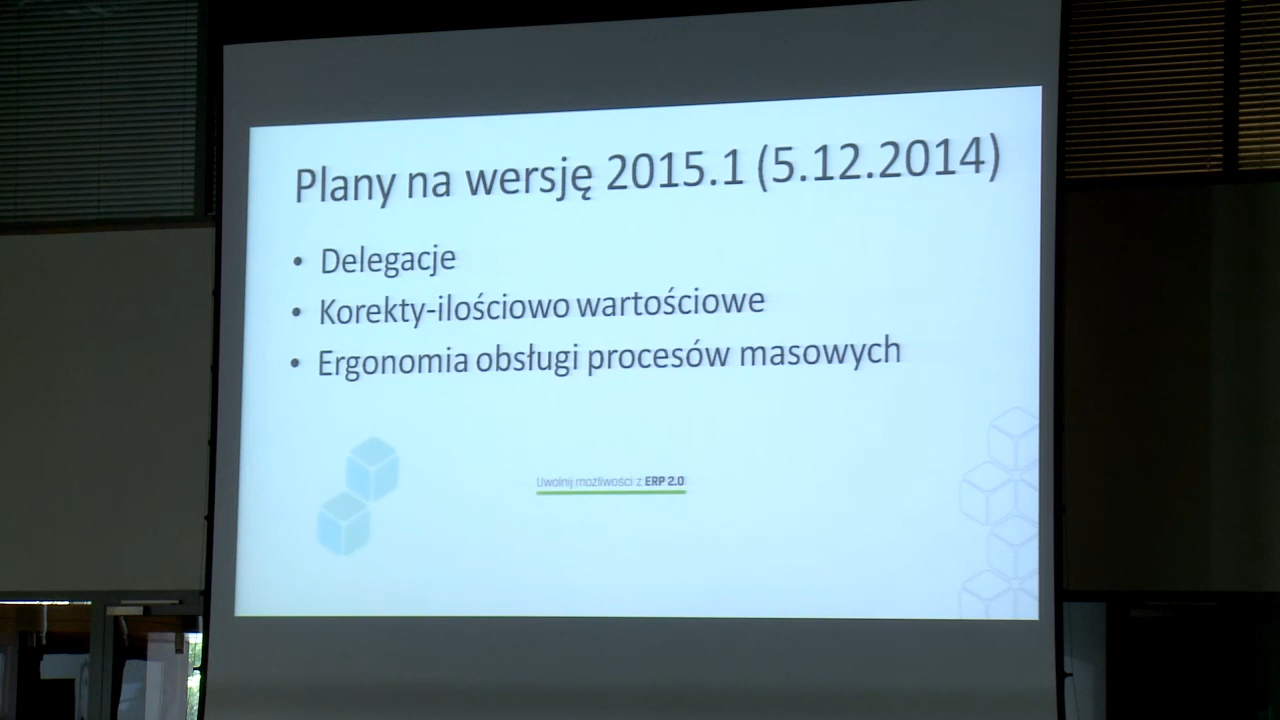 Plany na wersję 2015.1 (5.12.2014)
• Delegacje
• Korekty-ilościowo wartościowe
• Ergonomia obsługi procesów masowych
Uwolnij możliwości z ERP 2.0